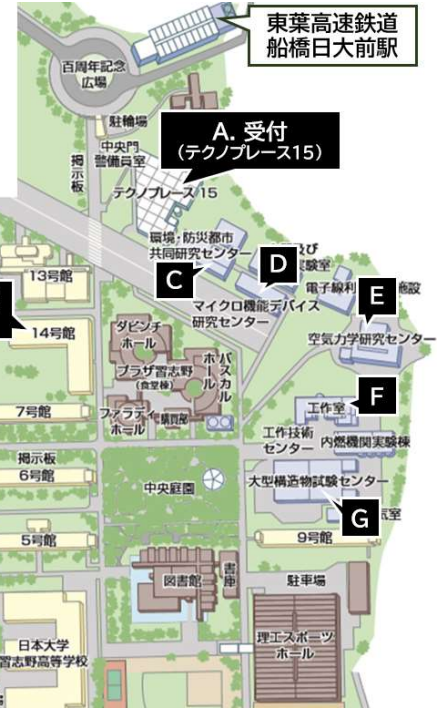 東葉高速鉄道
船橋日大前駅
百周年記念
広場
駐輪場
A. 受付
(テクノプレース15)
中央門
警備員室
掲示板
テクノプレース 15
環境・防災都市
共同研究センター
及び
実験室
C
D
電子線利
施設
E
マイクロ機能デバイス
研究センター
空気力学研究センター
13号館
14号館
ダビンチ
ホール
プラザ習志野
(食堂棟)
パスカル
ホール
ファラデイ
ホール
購買部
7号館
工作室
F
工作技術
センター
内燃機関実験棟
掲示板
6号館
中央庭園
大型構造物試験センター
G
気室
5号館
9号館
図書館
書庫
駐車場
日本大学
習志野高等学校
理工スポーツ
ホール